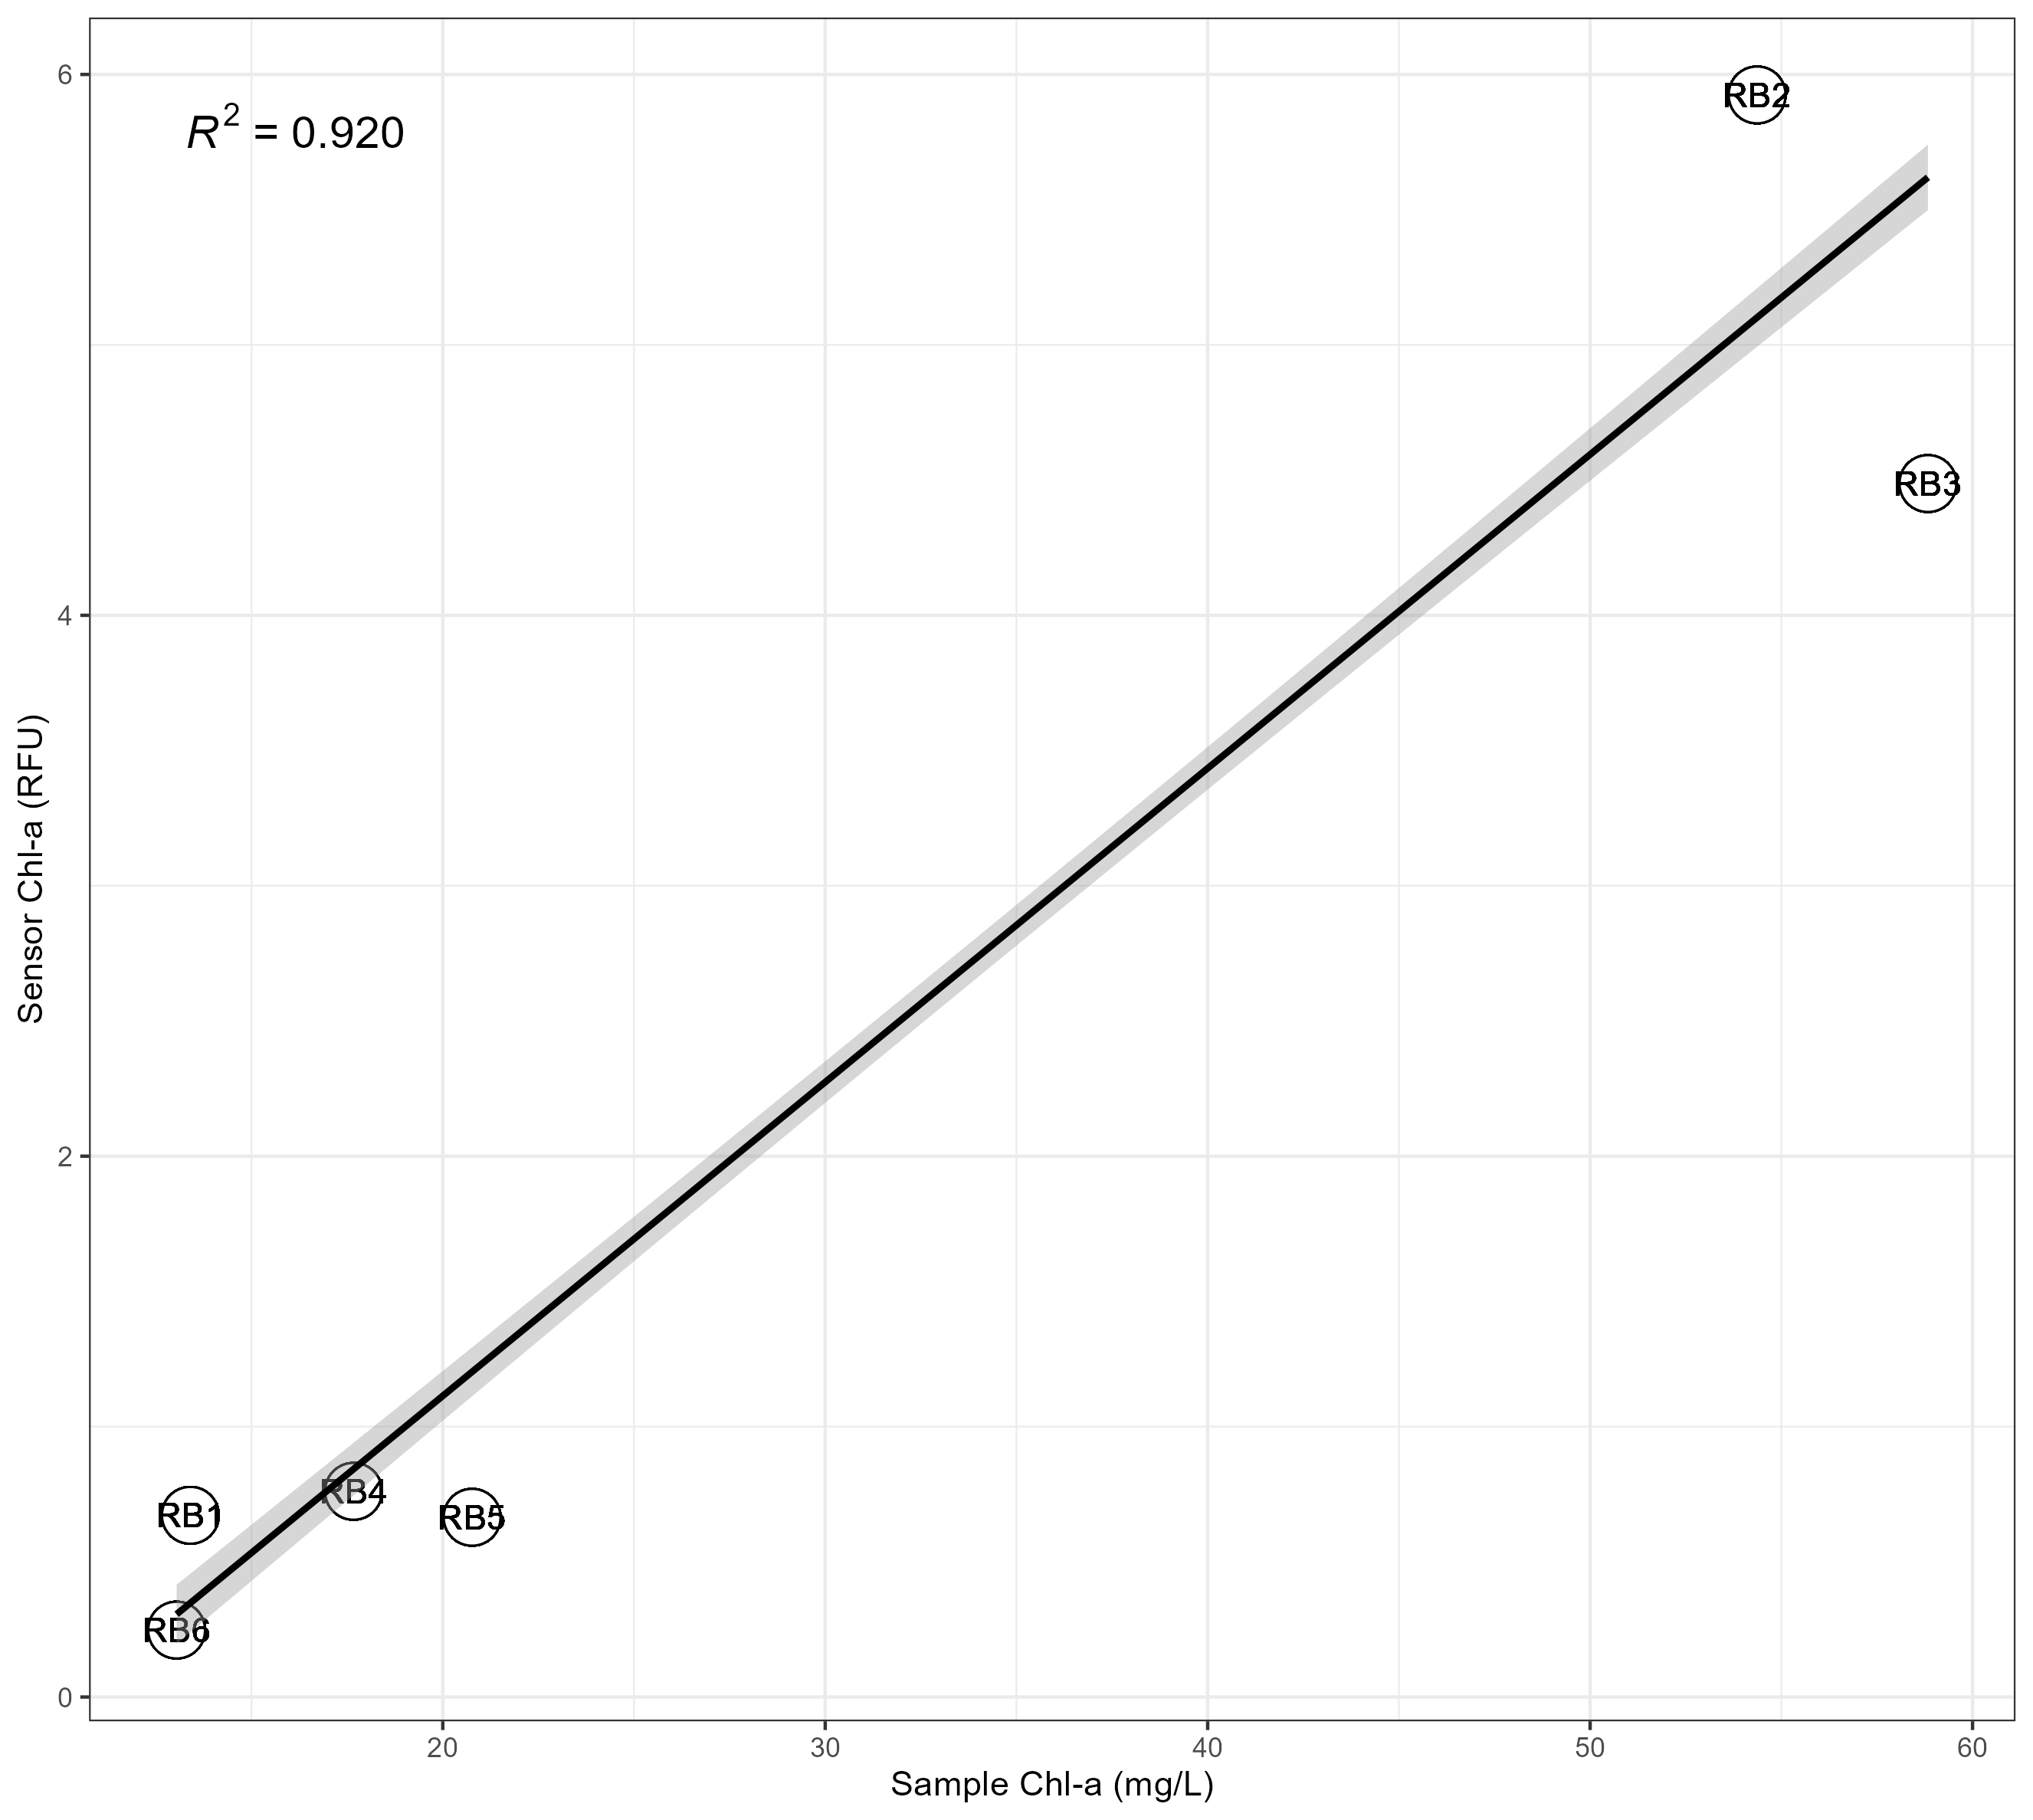 R² = 0.920
RB2
RB3
RB4
RB1
RB5
RB6
6
4
2
0
Sensor Chl-a (RFU)
20 30 40 50 60
Sample Chl-a (mg/L)